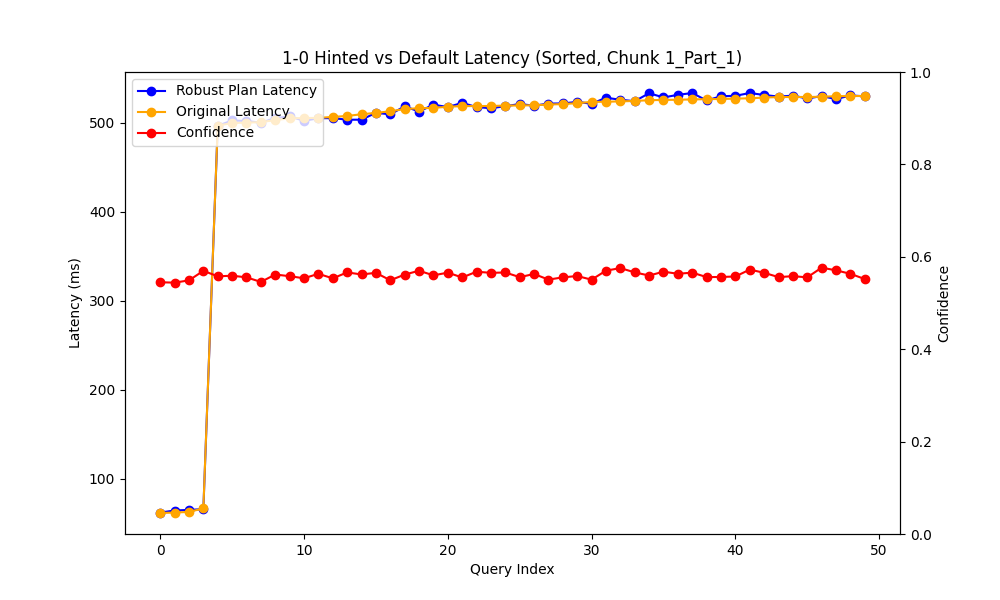 1-0 Hinted vs Default Latency (Sorted, Chunk 1_Part_1)
Robust Plan Latency
Original Latency
Confidence
500
400
300
200
100
Latency (ms)
1.0
0.8
0.6
0.4
0.2
0.0
Confidence
0 10 20 30 40 50
Query Index